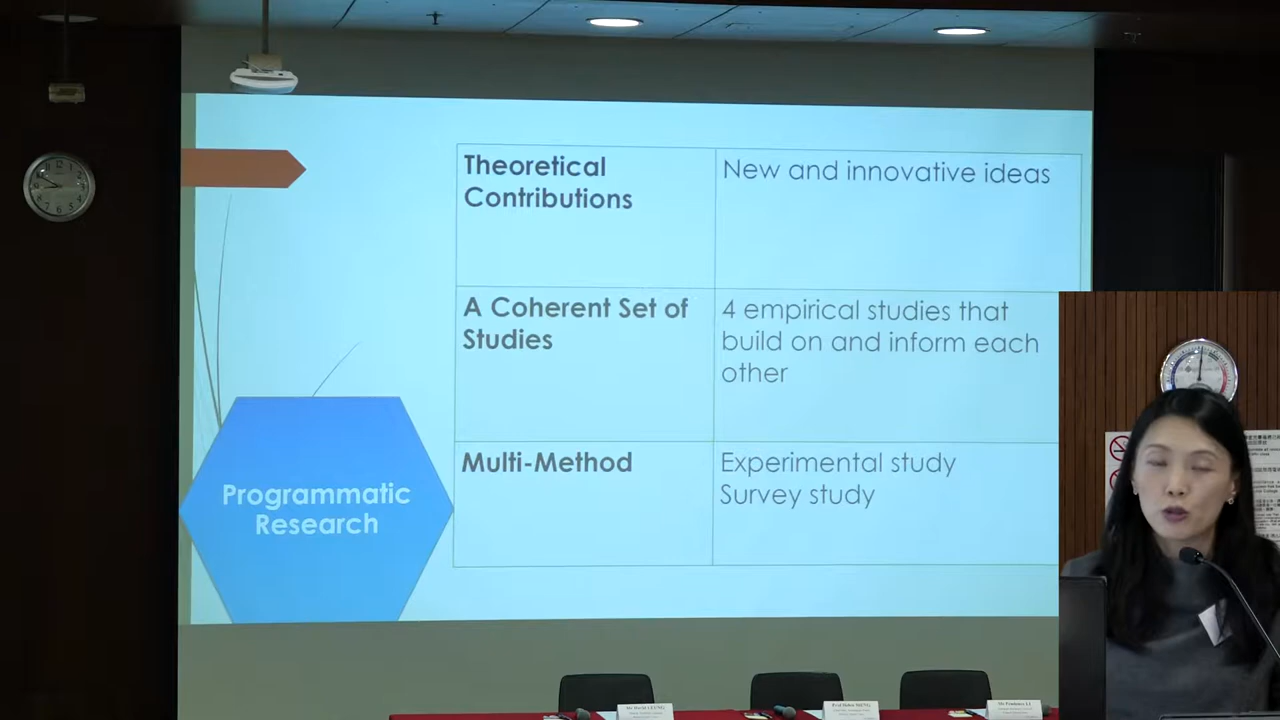 Theoretical
Contributions
New and innovative ideas
A Coherent Set of
Studies
4 empirical studies that
build on and inform each
other
Multi-Method
Experimental study
Survey study
Programmatic
Research